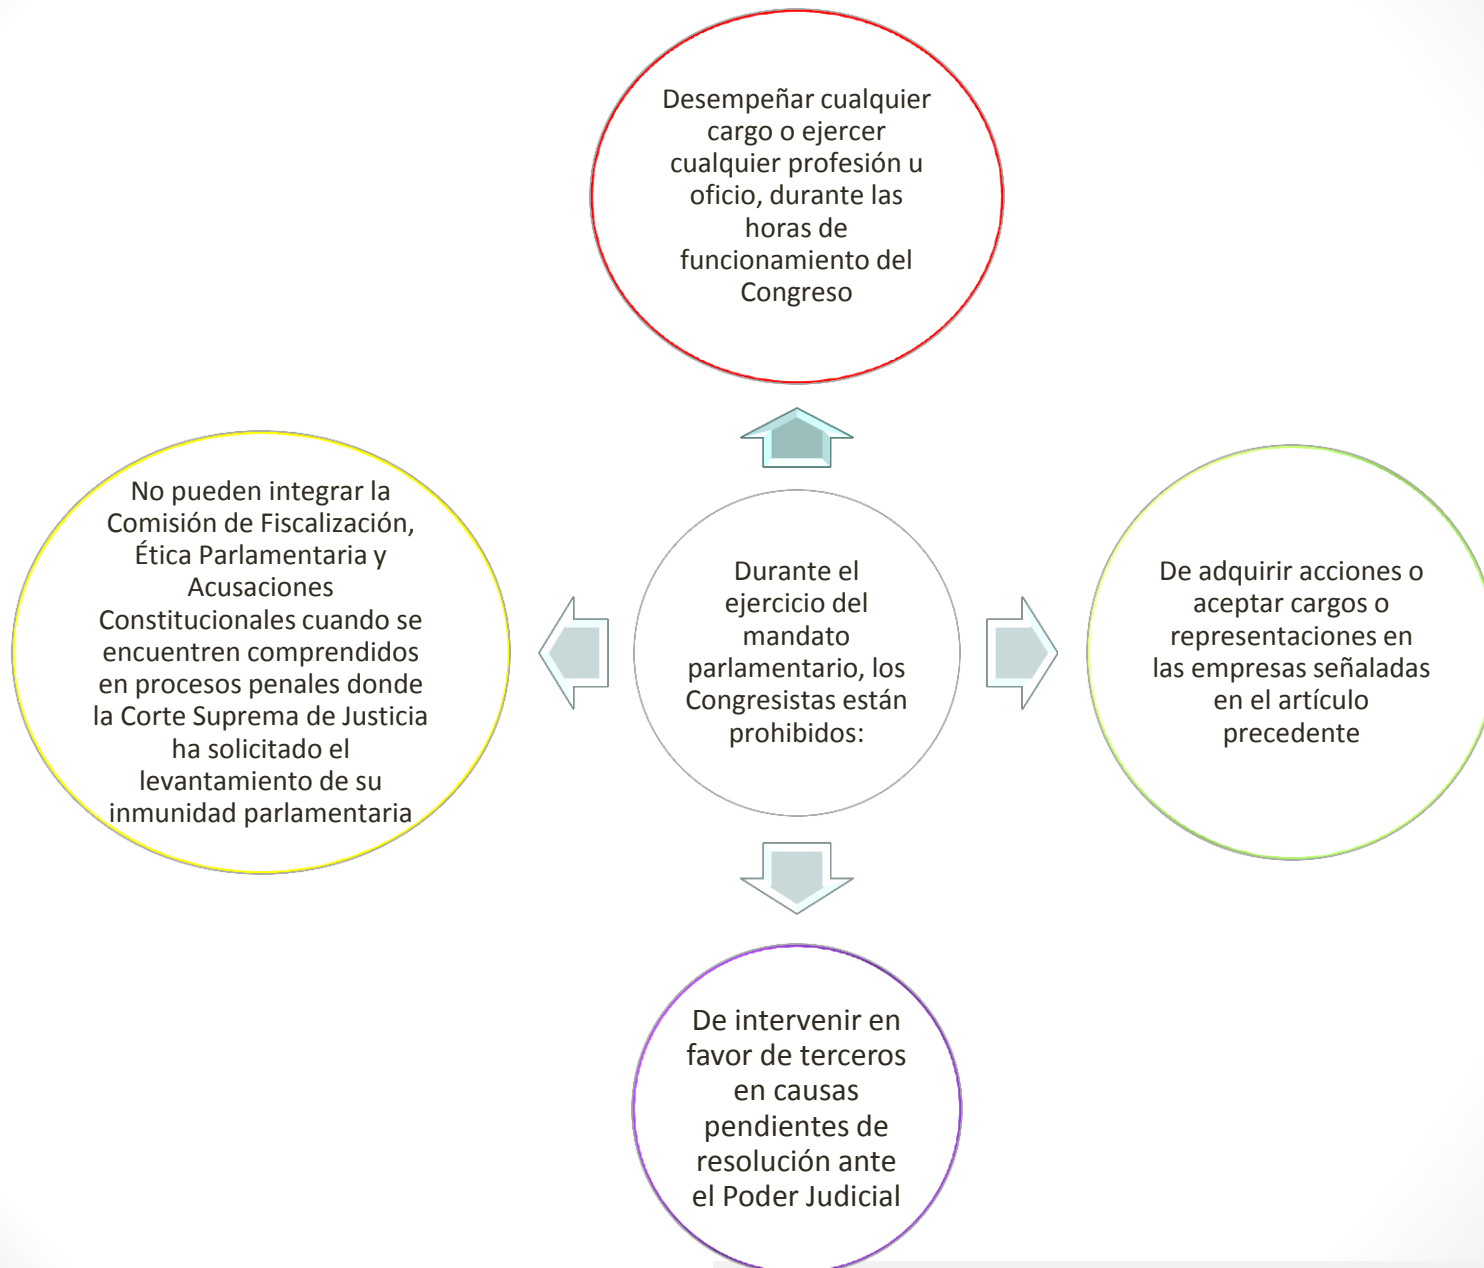 Desempeñar cualquier
cargo o ejercer
cualquier profesión u
oficio, durante las
horas de
funcionamiento del
Congreso
No pueden integrar la
Comisión de Fiscalización,
Ética Parlamentaria y
Acusaciones
Constitucionales cuando se
encuentren comprendidos
en procesos penales donde
la Corte Suprema de Justicia
ha solicitado el
levantamiento de su
inmunidad parlamentaria
Durante el
ejercicio del
mandato
parlamentario, los
Congresistas están
prohibidos:
De adquirir acciones o
aceptar cargos o
representaciones en
las empresas señaladas
en el artículo
precedente
De intervenir en
favor de terceros
en causas
pendientes de
resolución ante
el Poder Judicial